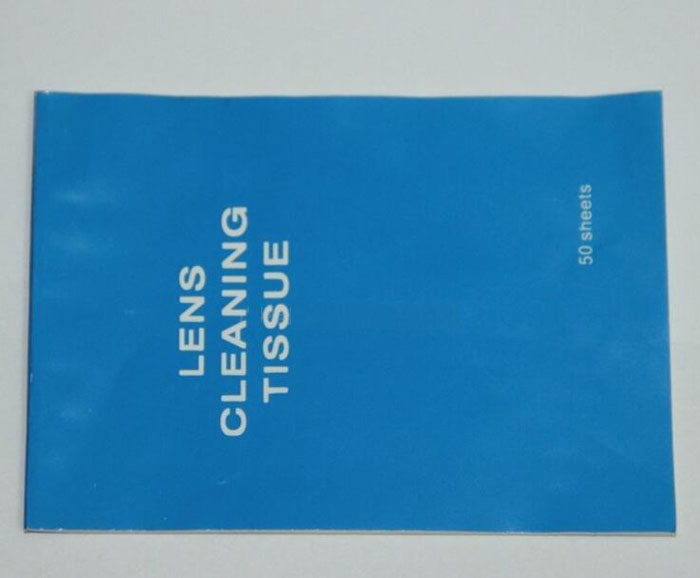 LENS
CLEANING
TISSUE
50 sheets